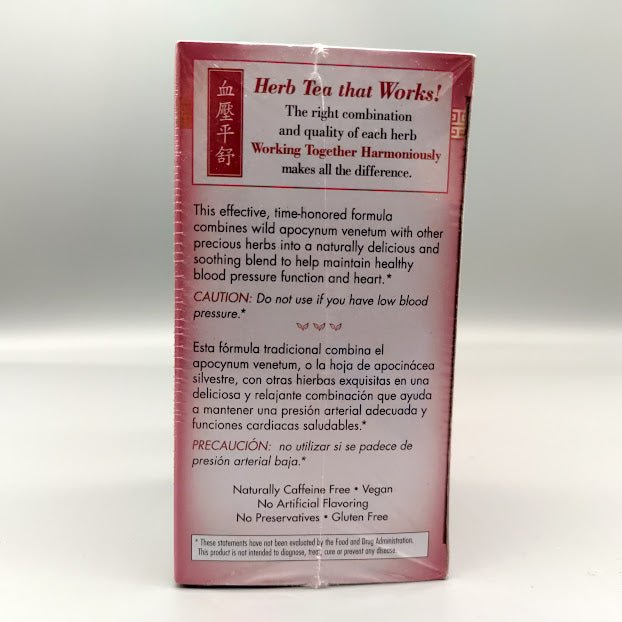 血壓平舒
Herb Tea that Works!
The right combination
and quality of each herb
Working Together Harmoniously
makes all the difference.
This effective, time-honored formula
combines wild apocynum venetum with other
precious herbs into a naturally delicious and
soothing blend to help maintain healthy
blood pressure function and heart.*
CAUTION: Do not use if you have low blood
pressure.*
Esta fórmula tradicional combina el
apocynum venetum, o la hoja de apocinácea
silvestre, con otras hierbas exquisitas en una
deliciosa y relajante combinación que ayuda
a mantener una presión arterial adecuada y
funciones cardiacas saludables.*
PRECAUCIÓN: no utilizar si se padece de
presión arterial baja.*
Naturally Caffeine Free • Vegan
No Artificial Flavoring
No Preservatives • Gluten Free
* These statements have not been evaluated by the Food and Drug Administration.
This product is not intended to diagnose, treat, cure or prevent any disease.